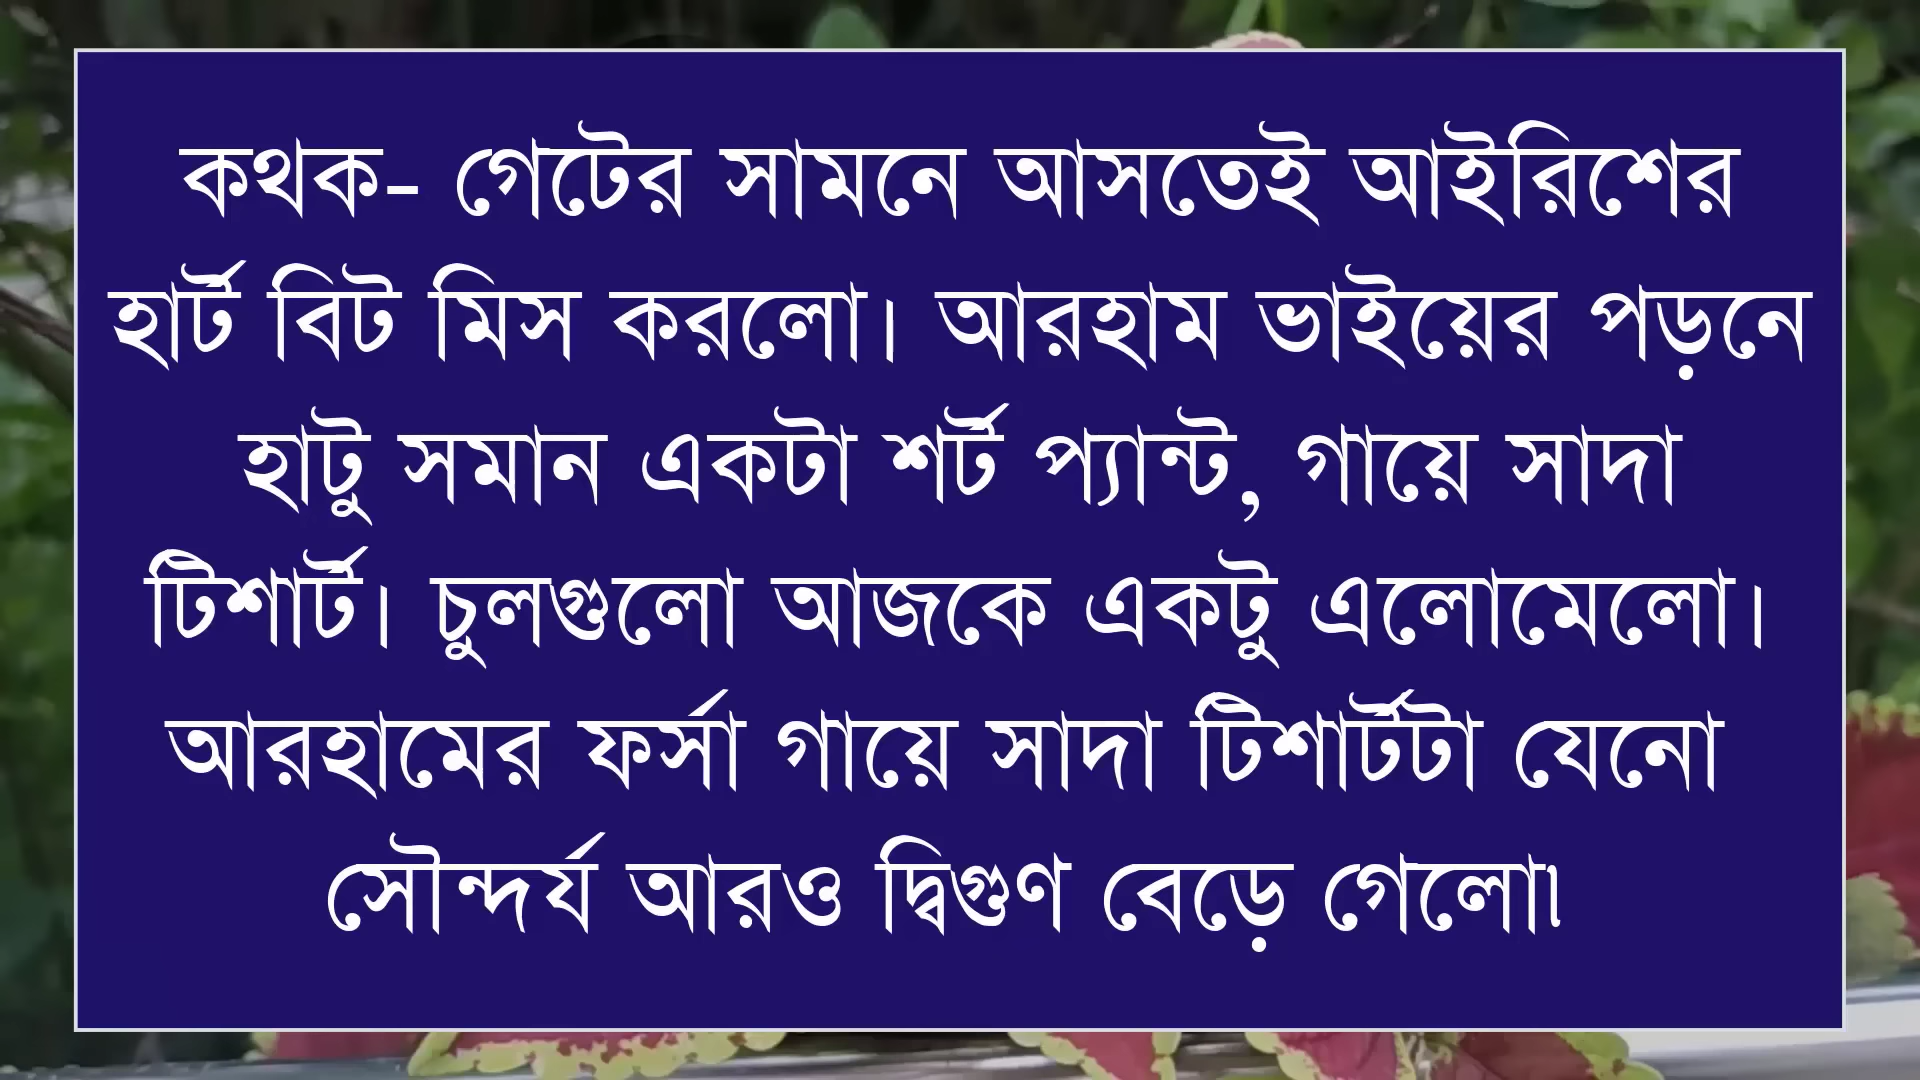 কথক- গেটের সামনে আসতেই আইরিশের
হার্ট বিট মিস করলো। আরহাম ভাইয়ের পড়নে
হাটু সমান একটা শর্ট প্যান্ট, গায়ে সাদা
টিশার্ট। চুলগুলো আজকে একটু এলোমেলো।
আরহামের ফর্সা গায়ে সাদা টিশার্টটা যেনো
সৌন্দর্য আরও দ্বিগুণ বেড়ে গেলো৷